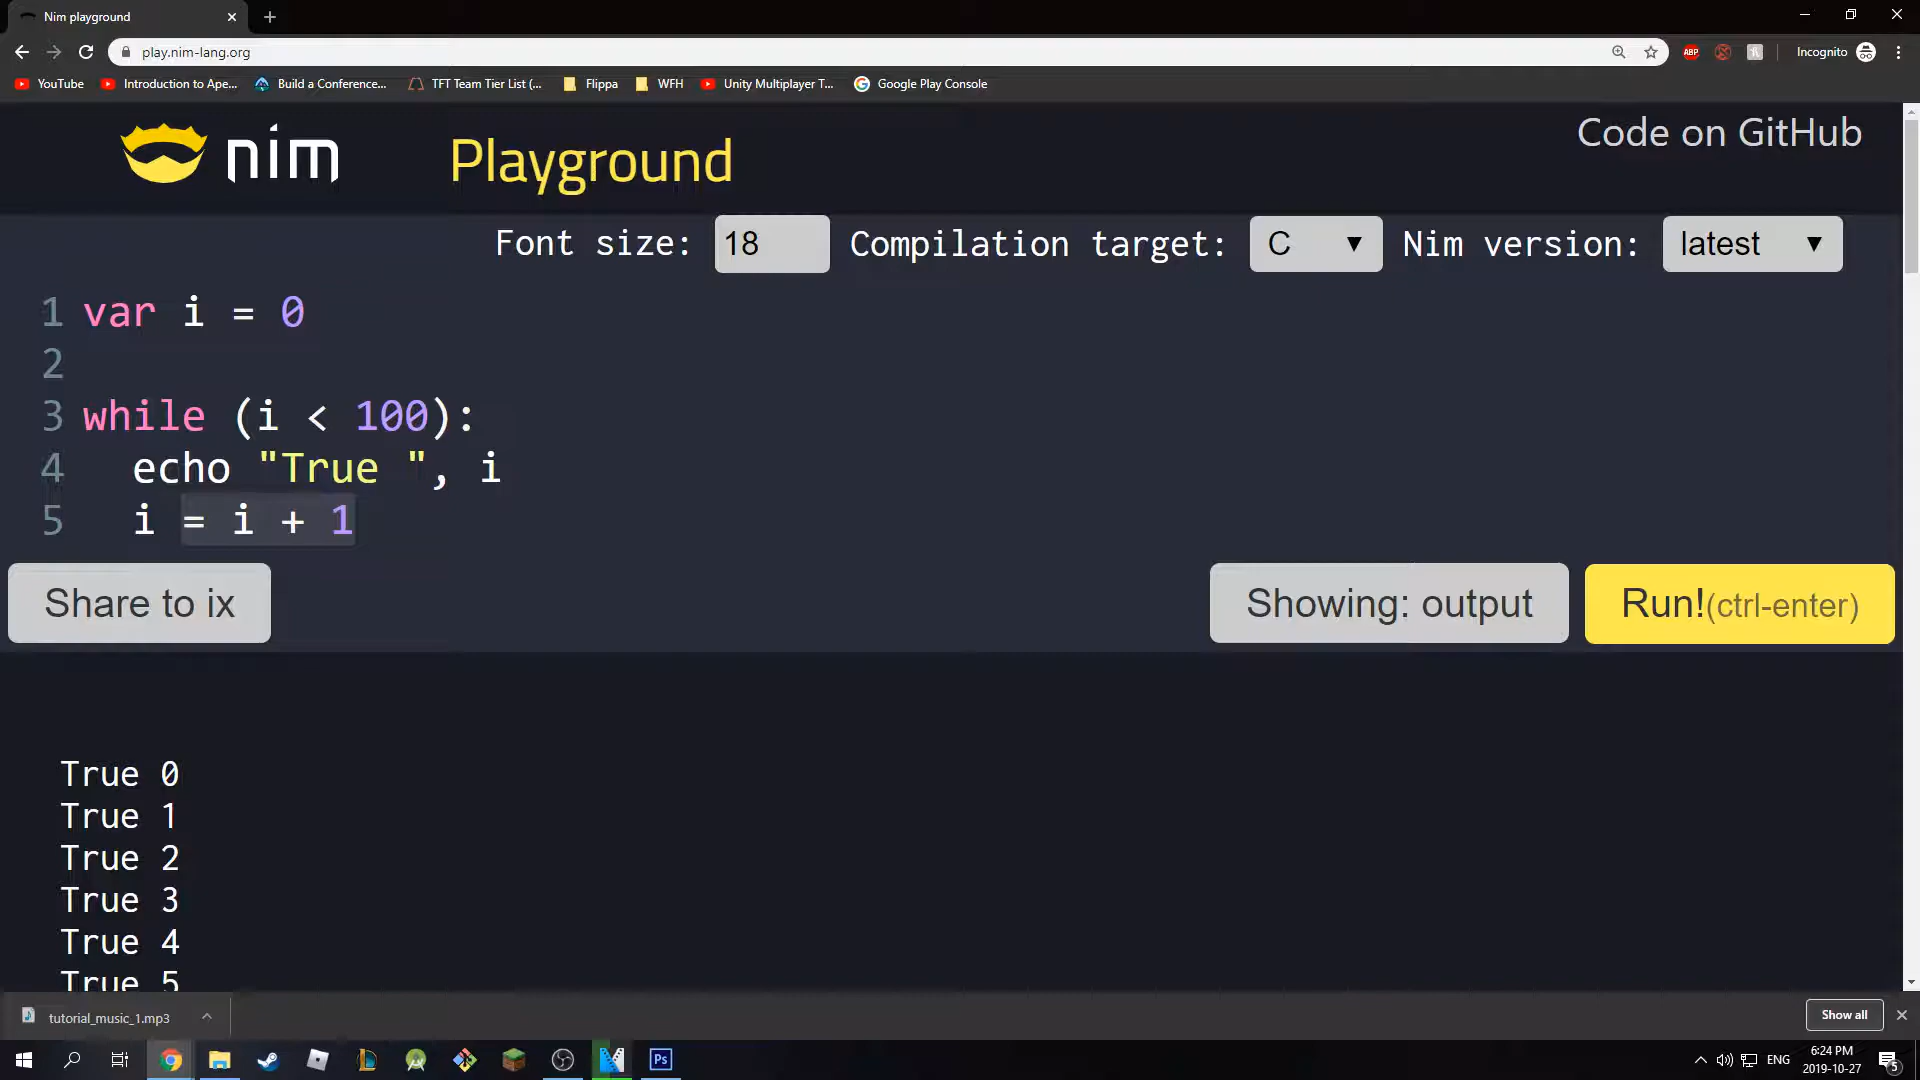 Nim playground
play.nim-lang.org
ABP
Incognito
YouTube
Introduction to Ape...
Build a Conference...
TFT Team Tier List (...
Flippa
WFH
Unity Multiplayer T...
Google Play Console
nim
Playground
Code on GitHub
Font size: 18 Compilation target: C Nim version: latest
1 var i = 0
2
3 while (i < 100):
4 echo "True ", i
5 i = i + 1
Share to ix
Showing: output
Run!(ctrl-enter)
True 0
True 1
True 2
True 3
True 4
True 5
tutorial_music_1.mp3
Show all
Ps
ENG
6:24 PM
2019-10-27
5